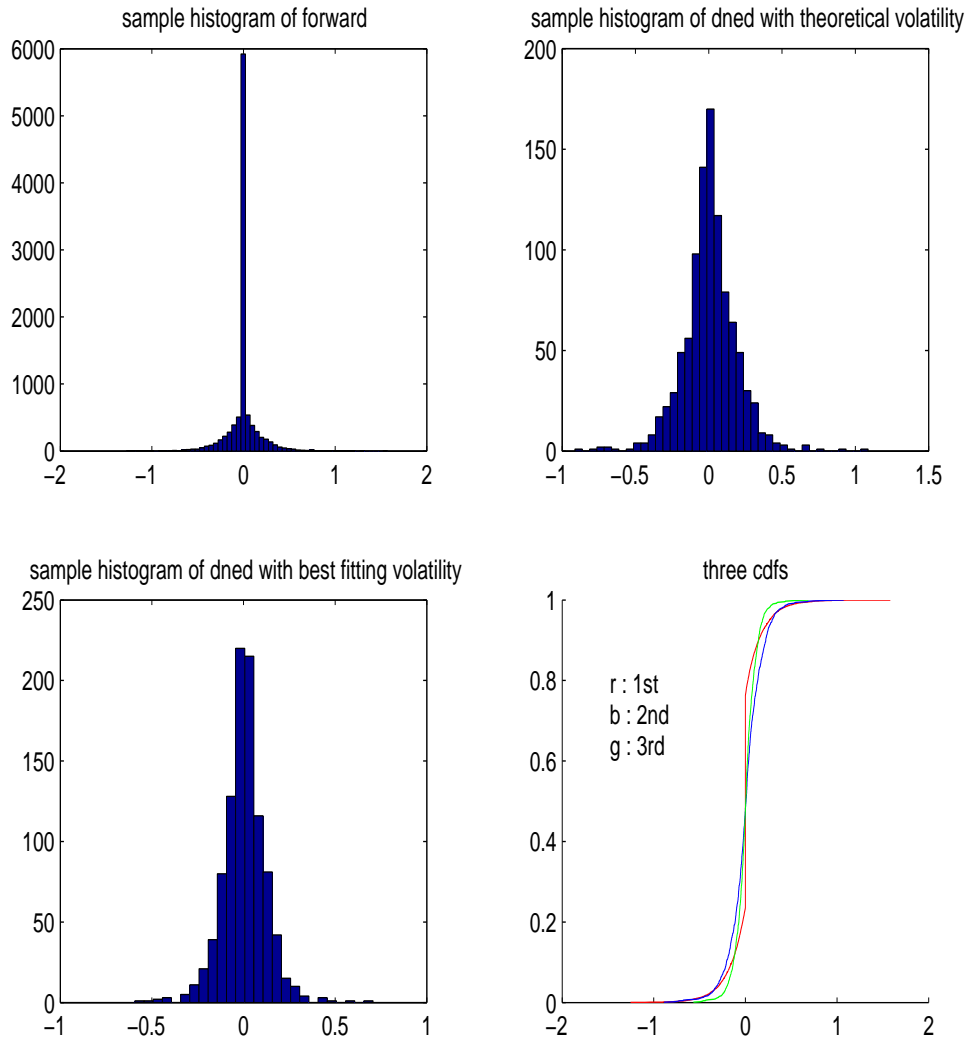 sample histogram of forward
6000
5000
4000
3000
2000
1000
0
−2 −1 0 1 2
sample histogram of dned with theoretical volatility
200
150
100
50
0
−1 −0.5 0 0.5 1 1.5
sample histogram of dned with best fitting volatility
250
200
150
100
50
0
−1 −0.5 0 0.5 1
three cdfs
1
0.8
0.6
0.4
0.2
0
r : 1st
b : 2nd
g : 3rd
−2 −1 0 1 2